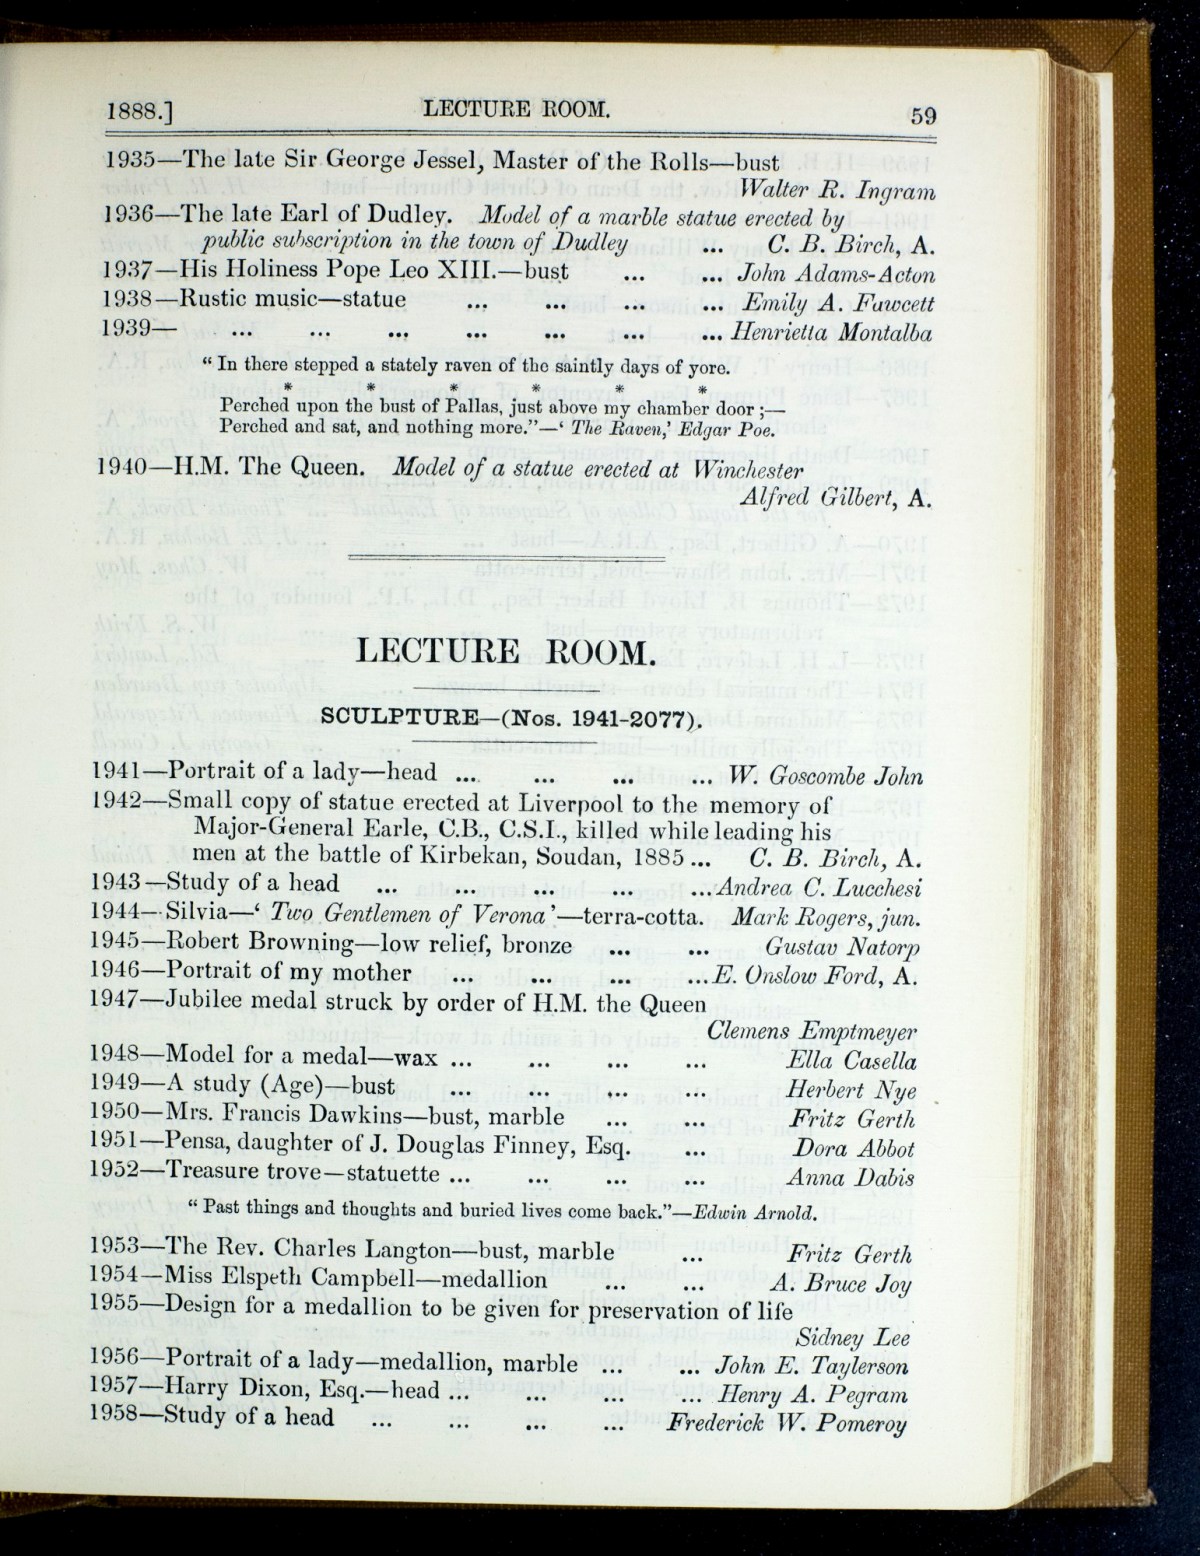 1888.] LECTURE ROOM. 59
1935—The late Sir George Jessel, Master of the Rolls—bust
Walter R. Ingram
1936—The late Earl of Dudley. Model of a marble statue erected by
public subscription in the town of Dudley ... C. B. Birch, A.
1937—His Holiness Pope Leo XIII.—bust ... ... John Adams-Acton
1938—Rustic music—statue ... ... ... ... Emily A. Fawcett
1939— ... ... ... ... ... ... ... Henrietta Montalba
“ In there stepped a stately raven of the saintly days of yore.
* * * * * *
Perched upon the bust of Pallas, just above my chamber door ;—
Perched and sat, and nothing more.”—‘ The Raven,’ Edgar Poe.
1940—H.M. The Queen. Model of a statue erected at Winchester
Alfred Gilbert, A.
LECTURE ROOM.
SCULPTURE—(Nos. 1941-2077).
1941—Portrait of a lady—head ... ... ... ... W. Goscombe John
1942—Small copy of statue erected at Liverpool to the memory of
Major-General Earle, C.B., C.S.I., killed while leading his
men at the battle of Kirbekan, Soudan, 1885 ... C. B. Birch, A.
1943—Study of a head ... ... ... ... ... Andrea C. Lucchesi
1944—Silvia—‘ Two Gentlemen of Verona ’—terra-cotta. Mark Rogers, jun.
1945—Robert Browning—low relief, bronze ... ... Gustav Natorp
1946—Portrait of my mother ... ... ... ... E. Onslow Ford, A.
1947—Jubilee medal struck by order of H.M. the Queen
Clemens Emptmeyer
1948—Model for a medal—wax ... ... ... ... Ella Casella
1949—A study (Age)—bust ... ... ... ... Herbert Nye
1950—Mrs. Francis Dawkins—bust, marble ... ... Fritz Gerth
1951—Pensa, daughter of J. Douglas Finney, Esq. ... Dora Abbot
1952—Treasure trove—statuette ... ... ... ... Anna Dabis
“ Past things and thoughts and buried lives come back.”—Edwin Arnold.
1953—The Rev. Charles Langton—bust, marble ... Fritz Gerth
1954—Miss Elspeth Campbell—medallion ... ... A. Bruce Joy
1955—Design for a medallion to be given for preservation of life
Sidney Lee
1956—Portrait of a lady—medallion, marble ... ... John E. Taylerson
1957—Harry Dixon, Esq.—head ... ... ... ... Henry A. Pegram
1958—Study of a head ... ... ... ... Frederick W. Pomeroy